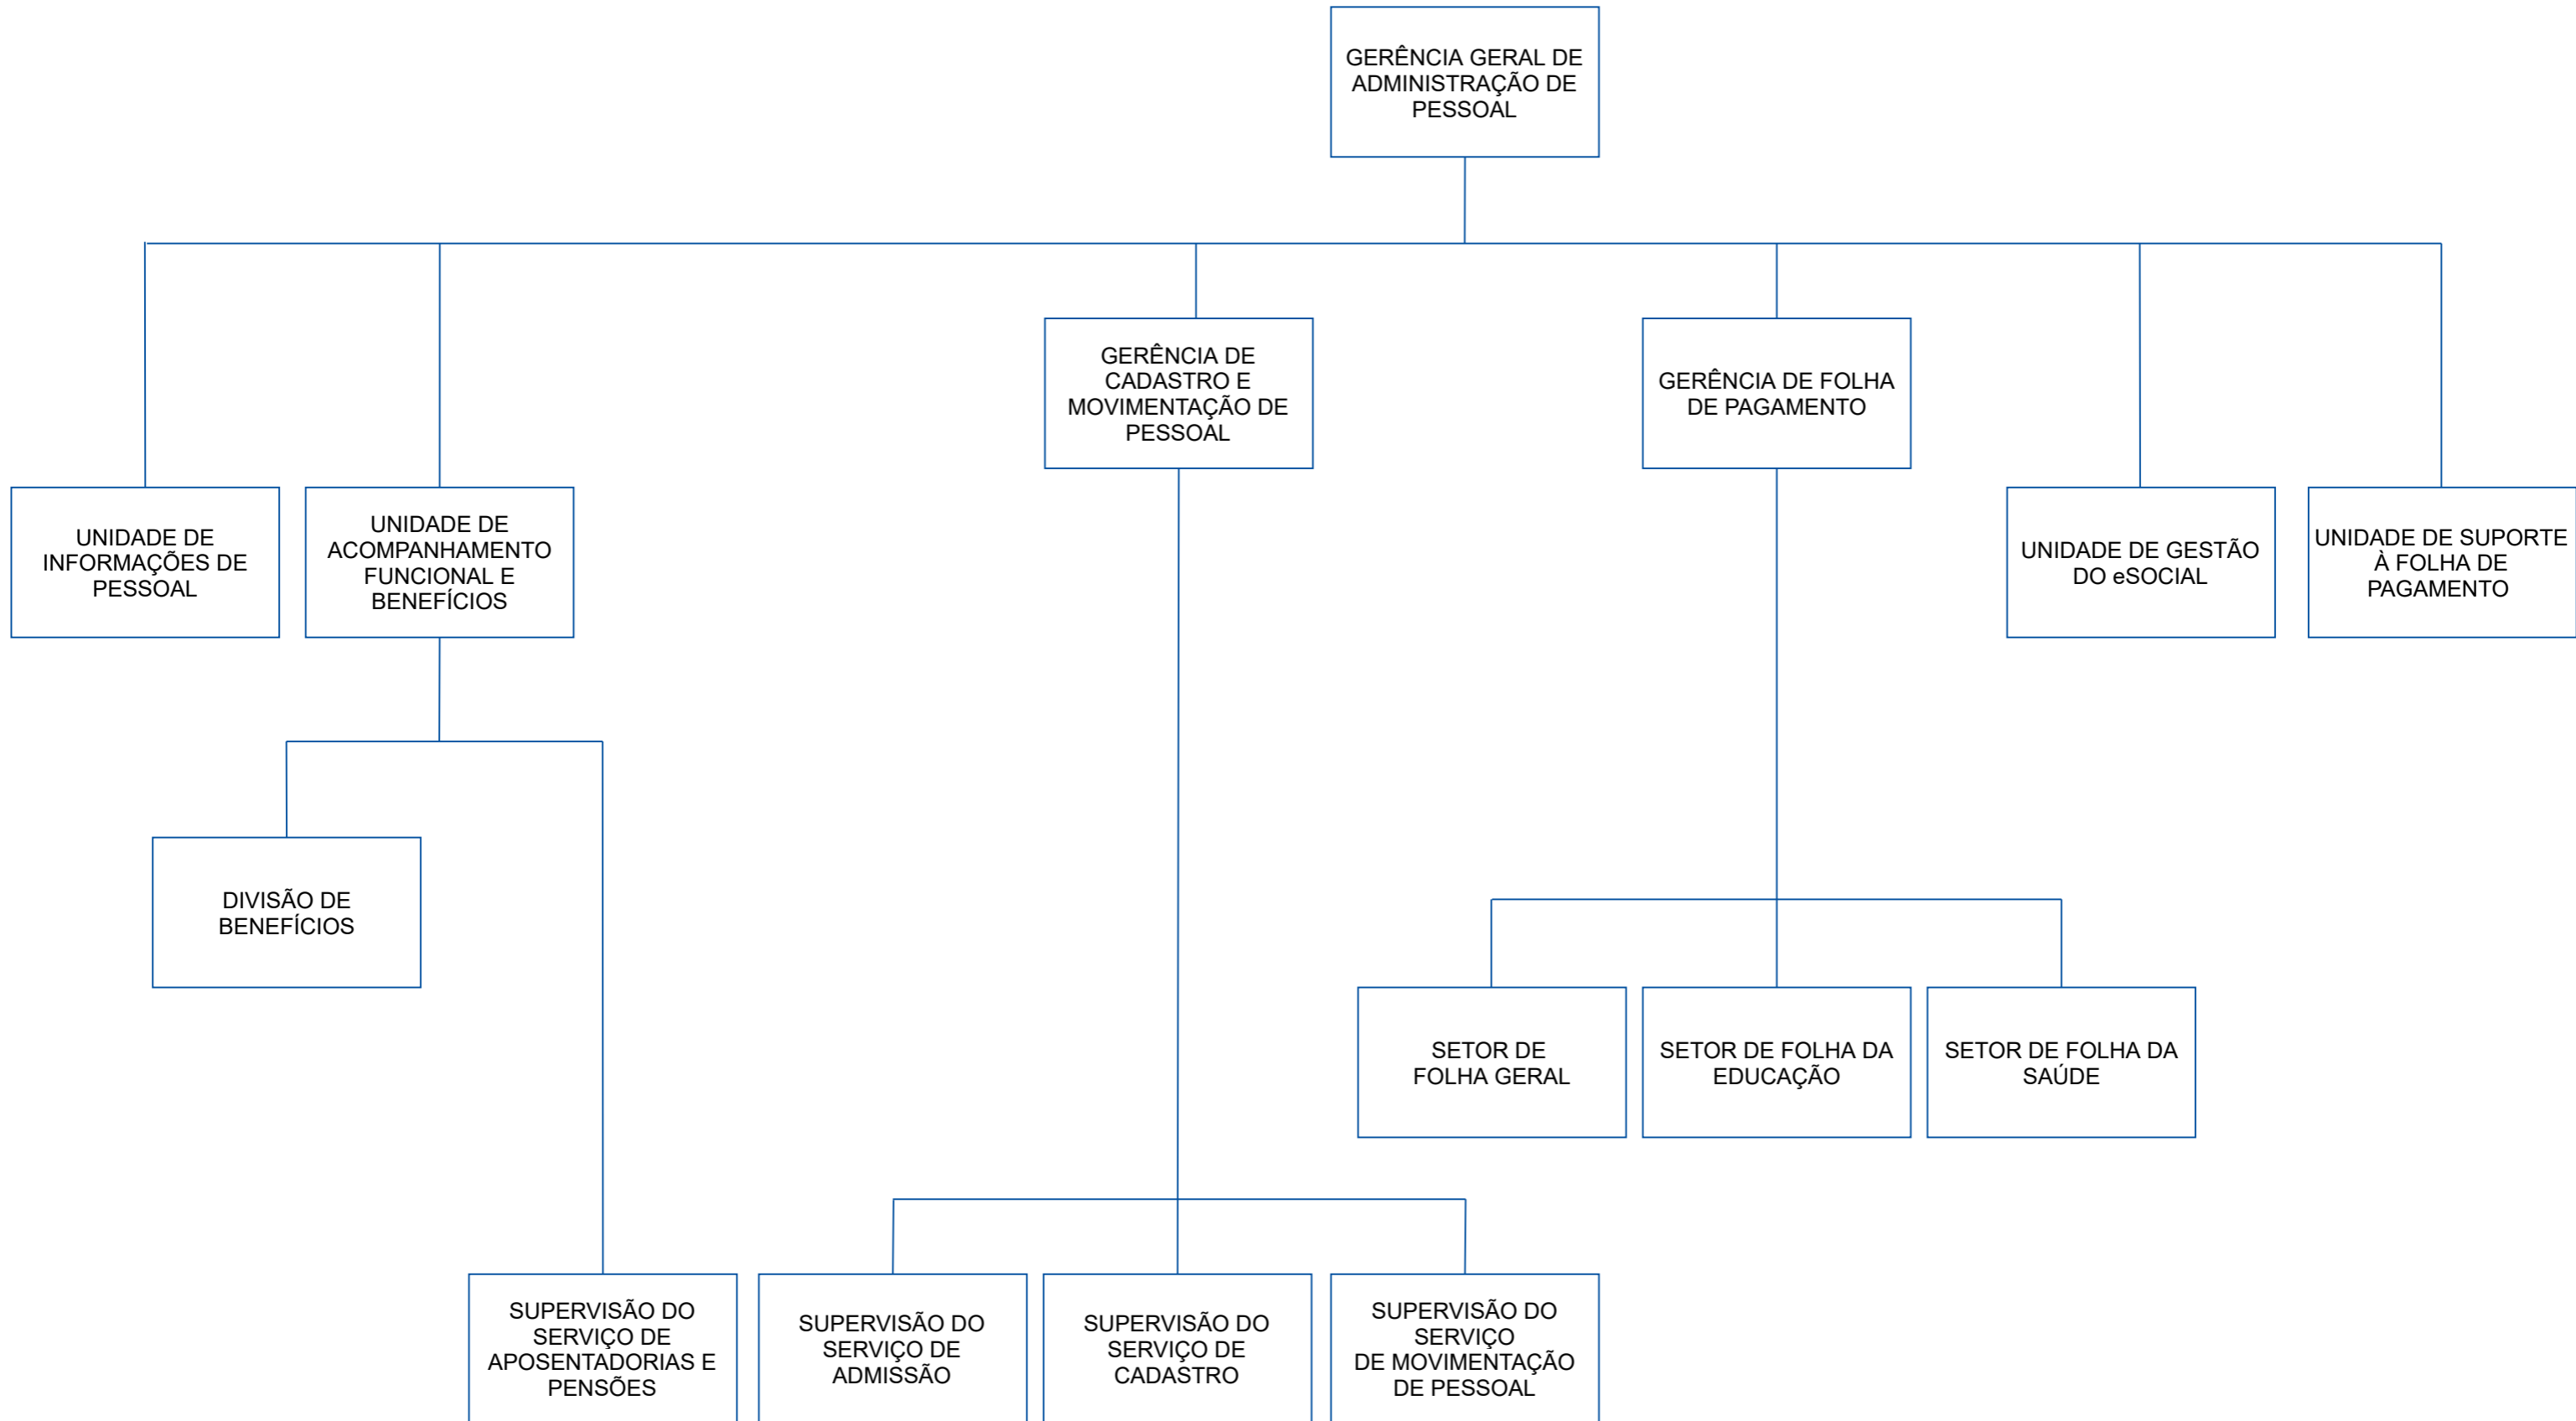 GERÊNCIA GERAL DE
ADMINISTRAÇÃO DE
PESSOAL
GERÊNCIA DE
CADASTRO E
MOVIMENTAÇÃO DE
PESSOAL
GERÊNCIA DE FOLHA
DE PAGAMENTO
UNIDADE DE
INFORMAÇÕES DE
PESSOAL
UNIDADE DE
ACOMPANHAMENTO
FUNCIONAL E
BENEFÍCIOS
UNIDADE DE GESTÃO
DO eSOCIAL
UNIDADE DE SUPORTE
À FOLHA DE
PAGAMENTO
DIVISÃO DE
BENEFÍCIOS
SETOR DE
FOLHA GERAL
SETOR DE FOLHA DA
EDUCAÇÃO
SETOR DE FOLHA DA
SAÚDE
SUPERVISÃO DO
SERVIÇO DE
APOSENTADORIAS E
PENSÕES
SUPERVISÃO DO
SERVIÇO DE
ADMISSÃO
SUPERVISÃO DO
SERVIÇO DE
CADASTRO
SUPERVISÃO DO
SERVIÇO
DE MOVIMENTAÇÃO
DE PESSOAL